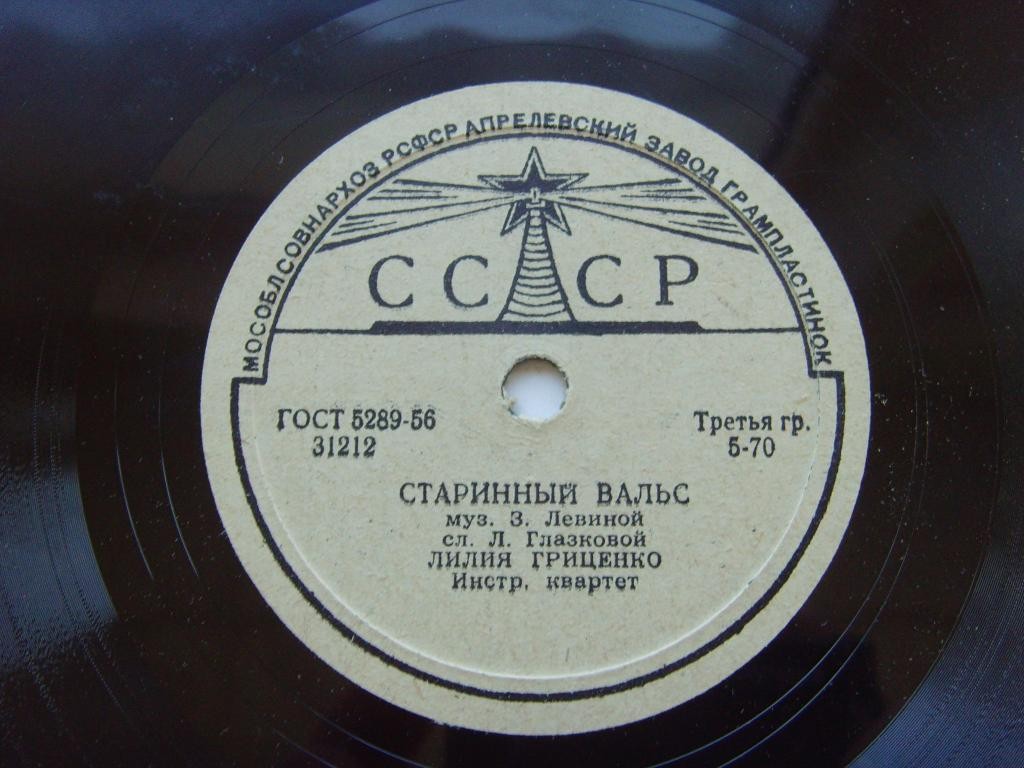 МОСОБЛСОВНАРХОЗ РСФСР АПРЕЛЕВСКИЙ ЗАВОД ГРАМПЛАСТИНОК
СССР
ГОСТ 5289-56
31212
Третья гр.
5-70
СТАРИННЫЙ ВАЛЬС
муз. З. Левиной
сл. Л. Глазковой
ЛИЛИЯ ГРИЦЕНКО
Инстр. квартет